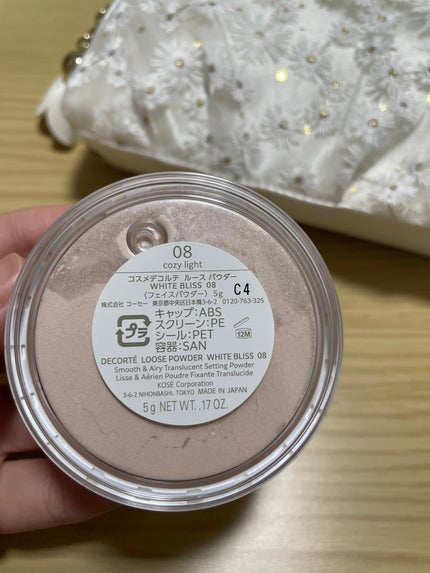 08
cozy light
コスメデコルテ ルース パウダー
WHITE BLISS 08
〈フェイスパウダー〉 5g
C4
株式会社 コーセー 東京都中央区日本橋3-6-2 0120-763-325
プラ
キャップ:ABS
スクリーン:PE
シール:PET
容器:SAN
12M
DECORTÉ LOOSE POWDER WHITE BLISS 08
Smooth & Airy Translucent Setting Powder
Lisse & Aérien Poudre Fixante Translucide
KOSÉ Corporation
3-6-2 NIHONBASHI, TOKYO MADE IN JAPAN
5 g NET WT. .17 OZ.